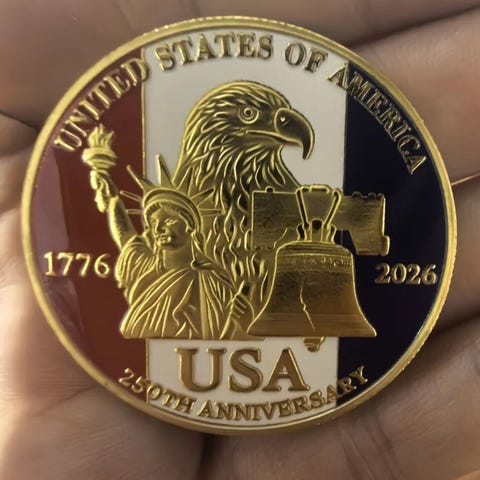 UNITED STATES OF AMERICA
1776
2026
USA
250TH ANNIVERSARY